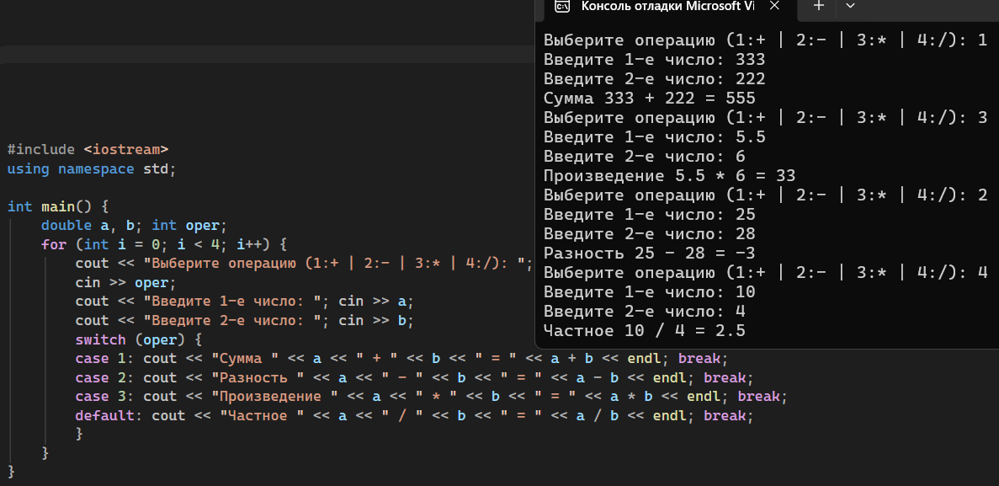 Консоль отладки Microsoft Vi
Выберите операцию (1:+ | 2:- | 3:* | 4:/): 1
Введите 1-е число: 333
Введите 2-е число: 222
Сумма 333 + 222 = 555
Выберите операцию (1:+ | 2:- | 3:* | 4:/): 3
Введите 1-е число: 5.5
Введите 2-е число: 6
Произведение 5.5 * 6 = 33
Выберите операцию (1:+ | 2:- | 3:* | 4:/): 2
Введите 1-е число: 25
Введите 2-е число: 28
Разность 25 - 28 = -3
Выберите операцию (1:+ | 2:- | 3:* | 4:/): 4
Введите 1-е число: 10
Введите 2-е число: 4
Частное 10 / 4 = 2.5
#include <iostream>
using namespace std;
int main() {
double a, b; int oper;
for (int i = 0; i < 4; i++) {
cout << "Выберите операцию (1:+ | 2:- | 3:* | 4:/): ";
cin >> oper;
cout << "Введите 1-е число: "; cin >> a;
cout << "Введите 2-е число: "; cin >> b;
switch (oper) {
case 1: cout << "Сумма " << a << " + " << b << " = " << a + b << endl; break;
case 2: cout << "Разность " << a << " - " << b << " = " << a - b << endl; break;
case 3: cout << "Произведение " << a << " * " << b << " = " << a * b << endl; break;
default: cout << "Частное " << a << " / " << b << " = " << a / b << endl; break;
}
}
}